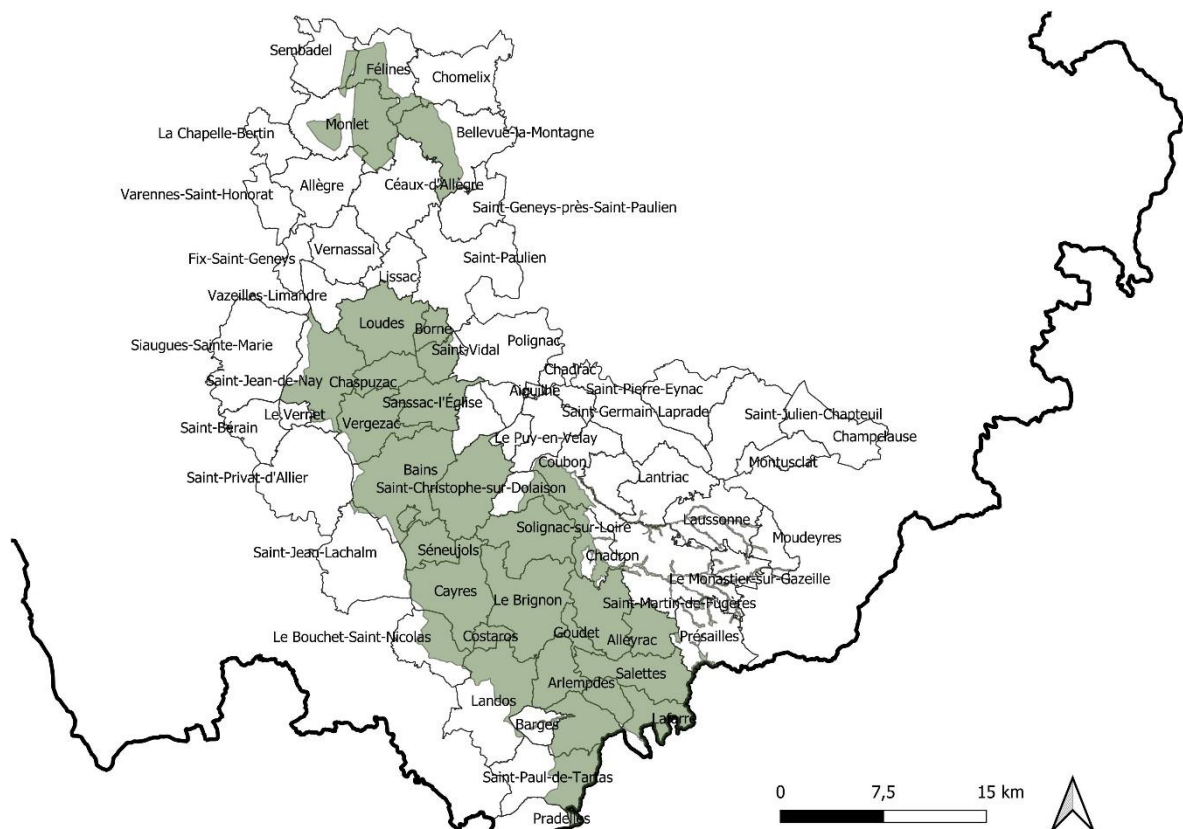 Sembadel
Félines
Chomelix
Monlet
La Chapelle-Bertin
Bellevue-la-Montagne
Allègre
Céaux-d'Allègre
Varennes-Saint-Honorat
Saint-Geneys-près-Saint-Paulien
Vernassal
Fix-Saint-Geneys
Saint-Paulien
Lissac
Vazeilles-Limandre
Loudes
Borne
Siaugues-Sainte-Marie
Polignac
Saint-Vidal
Chadrac
Saint-Jean-de-Nay
Chaspuzac
Aiguilhe
Saint-Pierre-Eynac
Sanssac-l'Église
Le Vernet
Saint-Germain-Laprade
Saint-Julien-Chapteuil
Saint-Bérain
Vergezac
Le Puy-en-Velay
Champclause
Coubon
Montusclat
Bains
Saint-Privat-d'Allier
Lantriac
Saint-Christophe-sur-Dolaison
Laussonne
Solignac-sur-Loire
Moudeyres
Saint-Jean-Lachalm
Séneujols
Chadron
Le Monastier-sur-Gazeille
Cayres
Le Brignon
Saint-Martin-de-Fugères
Le Bouchet-Saint-Nicolas
Costaros
Goudet
Alleyrac
Présailles
Salettes
Arlempdes
Landos
Lafarre
Barges
Saint-Paul-de-Tartas
0 7,5 15 km
Pradelles